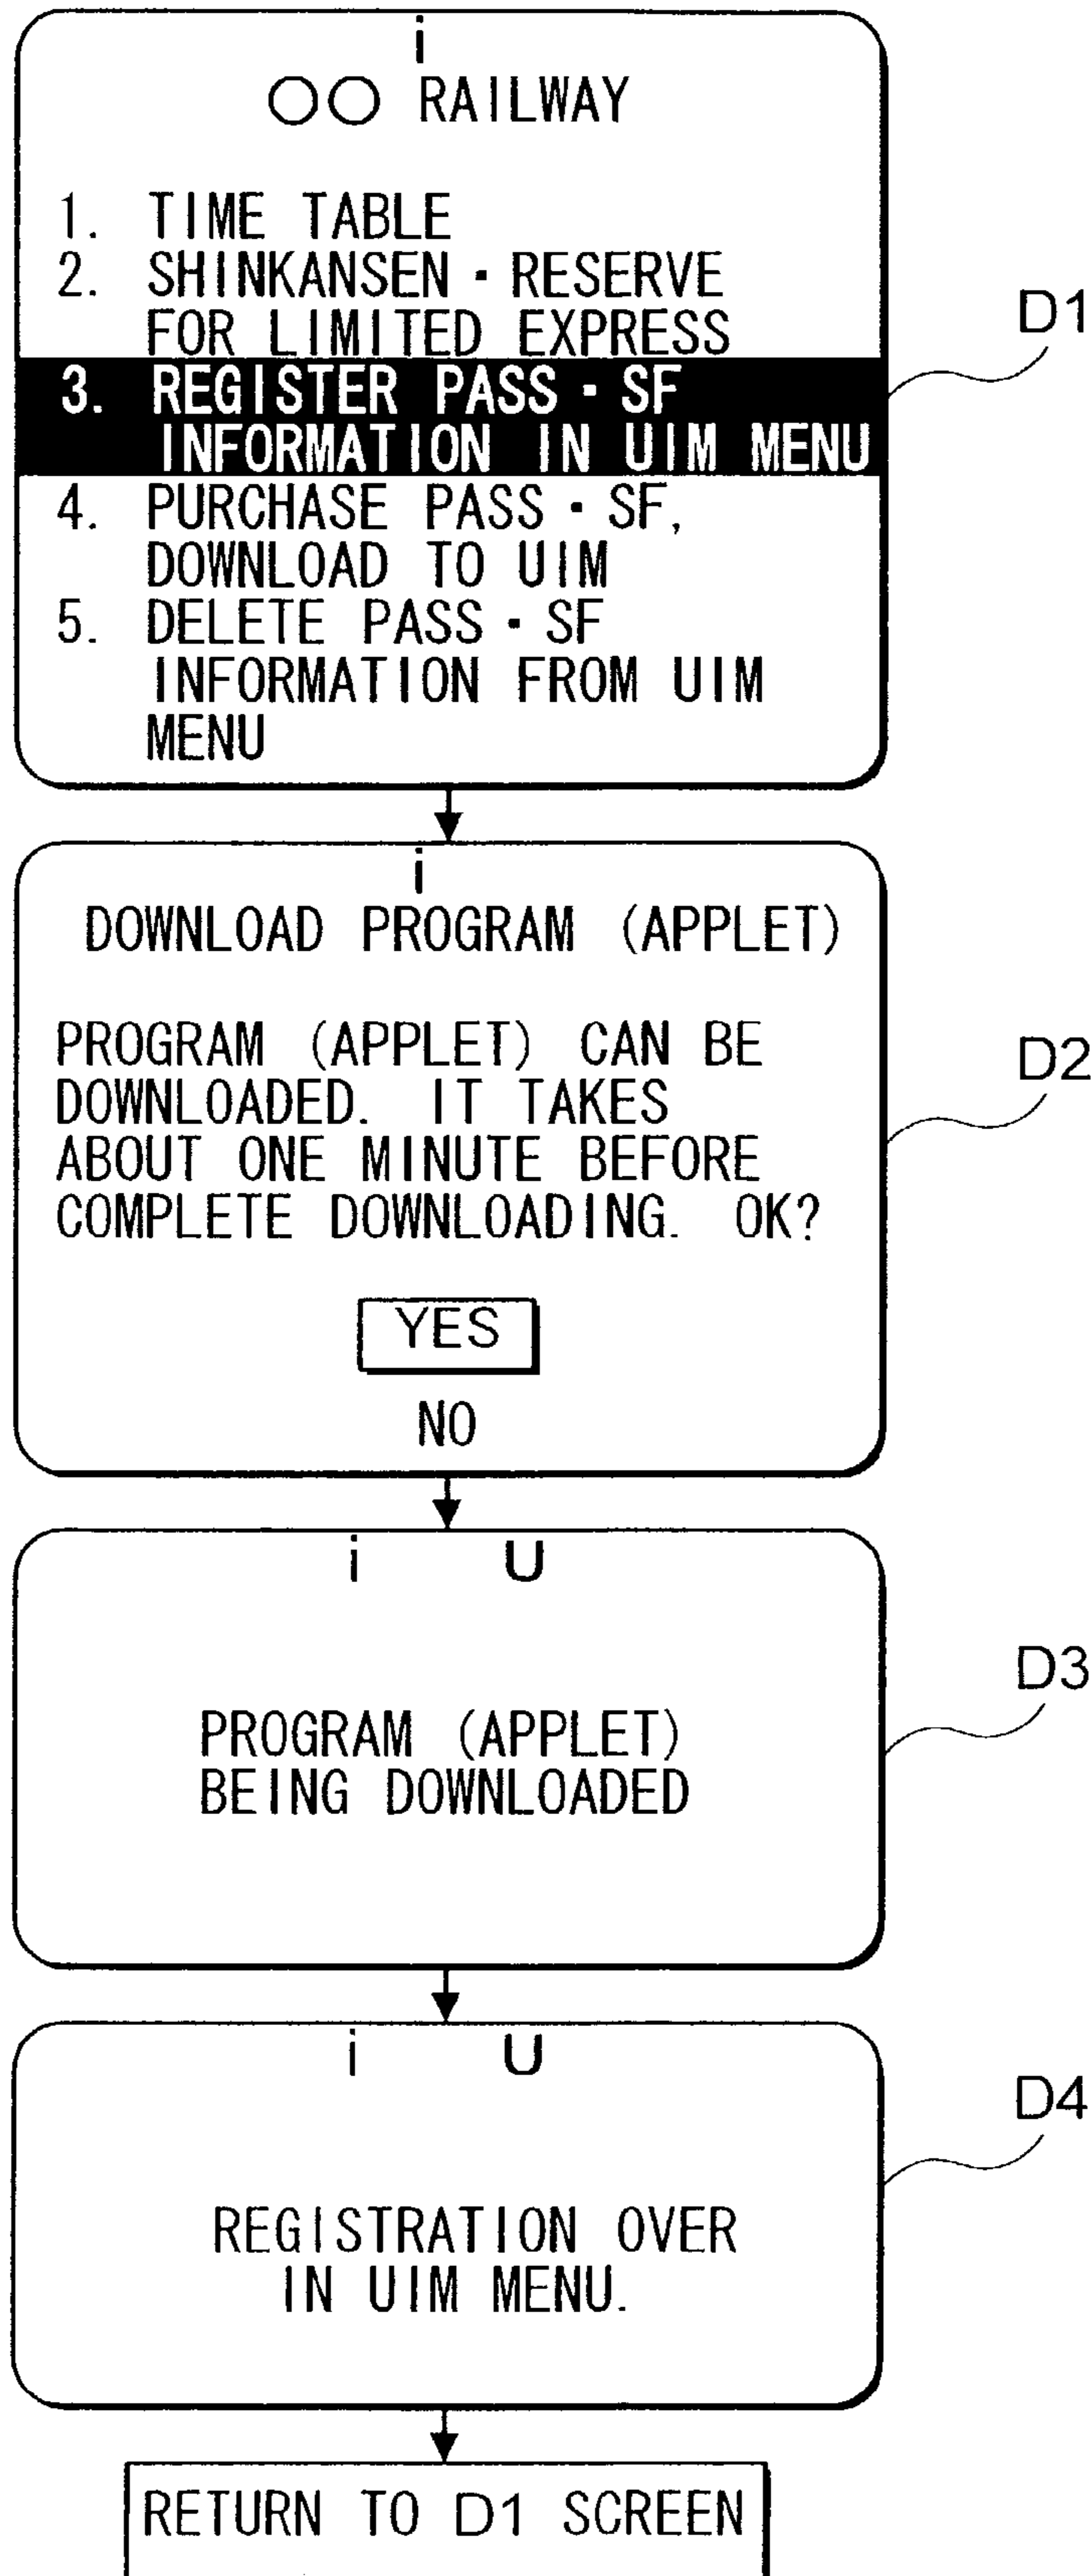 i
○○ RAILWAY
1. TIME TABLE
2. SHINKANSEN・RESERVE
FOR LIMITED EXPRESS
3. REGISTER PASS・SF
INFORMATION IN UIM MENU
4. PURCHASE PASS・SF,
DOWNLOAD TO UIM
5. DELETE PASS・SF
INFORMATION FROM UIM
MENU
D1
i
DOWNLOAD PROGRAM (APPLET)
PROGRAM (APPLET) CAN BE
DOWNLOADED. IT TAKES
ABOUT ONE MINUTE BEFORE
COMPLETE DOWNLOADING. OK?
YES
NO
D2
i U
PROGRAM (APPLET)
BEING DOWNLOADED
D3
i U
REGISTRATION OVER
IN UIM MENU.
D4
RETURN TO D1 SCREEN